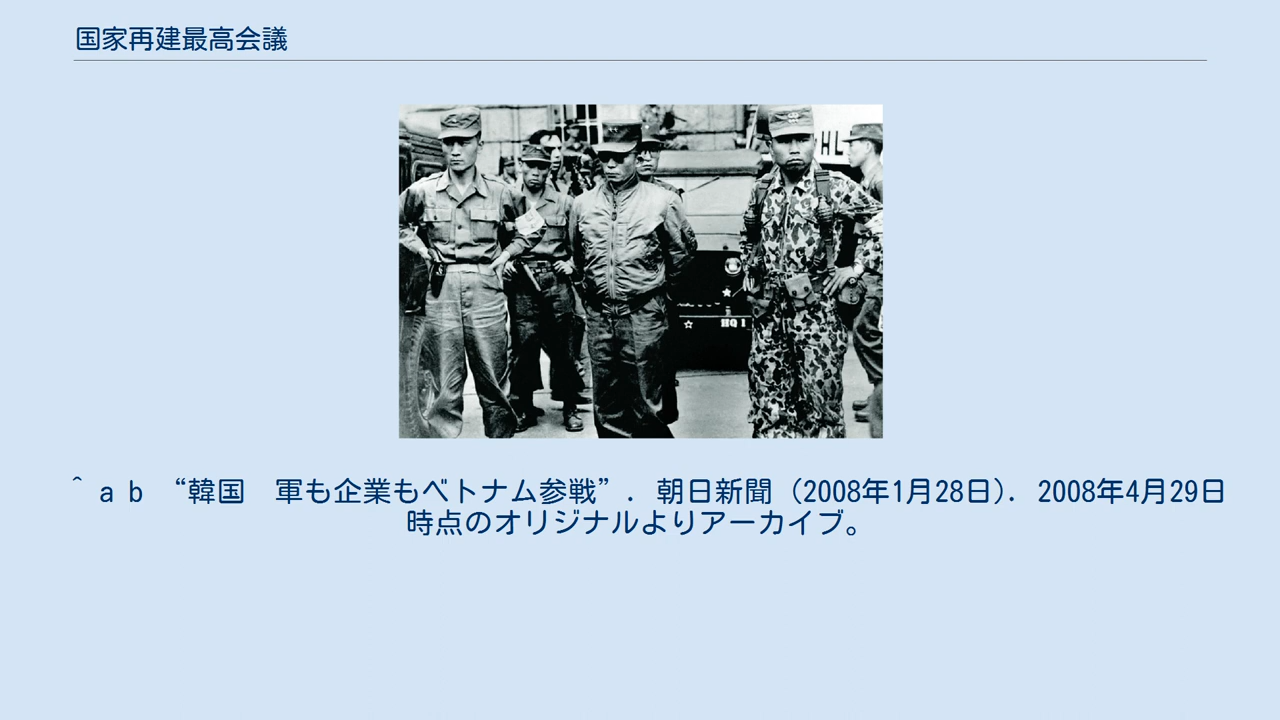 国家再建最高会議
HL
HQ 1
^ a b “韓国　軍も企業もベトナム参戦”. 朝日新聞 (2008年1月28日). 2008年4月29日
時点のオリジナルよりアーカイブ。